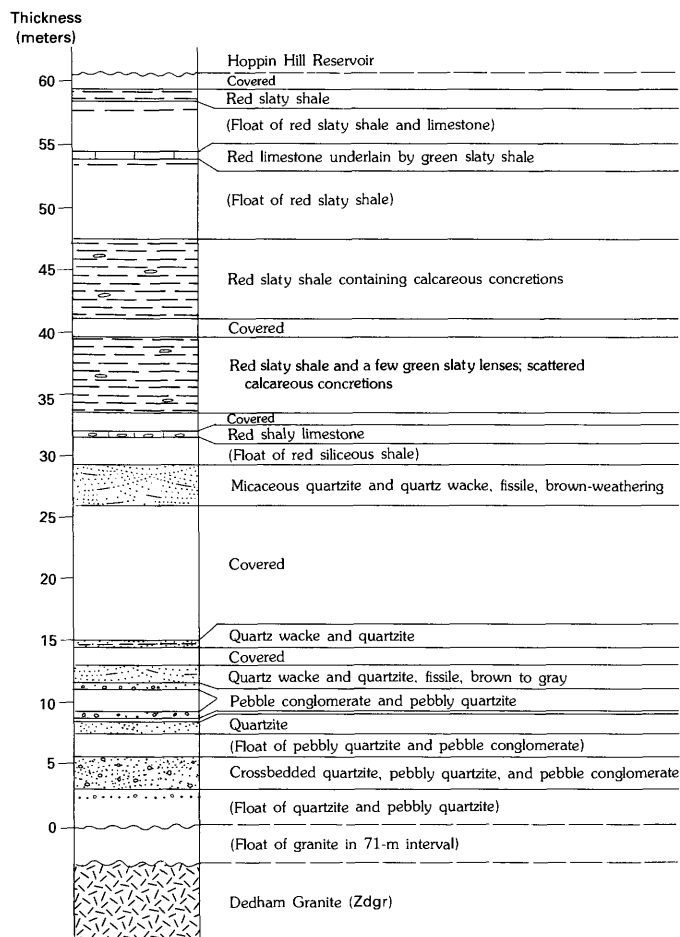 Thickness
(meters)
Hoppin Hill Reservoir
60
Covered
Red slaty shale
(Float of red slaty shale and limestone)
55
Red limestone underlain by green slaty shale
50
(Float of red slaty shale)
45
Red slaty shale containing calcareous concretions
40
Covered
Red slaty shale and a few green slaty lenses; scattered
calcareous concretions
35
Covered
Red shaly limestone
30
(Float of red siliceous shale)
Micaceous quartzite and quartz wacke, fissile, brown-weathering
25
Covered
20
15
Quartz wacke and quartzite
Covered
Quartz wacke and quartzite, fissile, brown to gray
10
Pebble conglomerate and pebbly quartzite
Quartzite
(Float of pebbly quartzite and pebble conglomerate)
5
Crossbedded quartzite, pebbly quartzite, and pebble conglomerate
(Float of quartzite and pebbly quartzite)
0
(Float of granite in 71-m interval)
Dedham Granite (Zdgr)